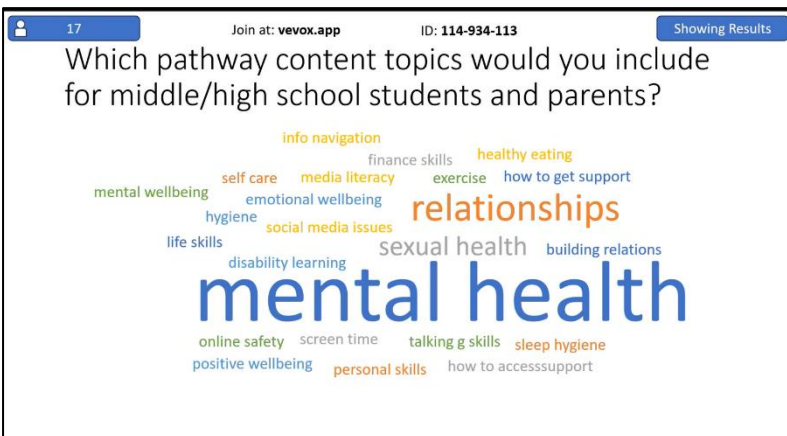 17
Join at: vevox.app
ID: 114-934-113
Showing Results
Which pathway content topics would you include
for middle/high school students and parents?
info navigation
finance skills
healthy eating
self care
media literacy
exercise
how to get support
mental wellbeing
emotional wellbeing
relationships
hygiene
social media issues
life skills
sexual health
building relations
disability learning
mental health
online safety
screen time
talking g skills
sleep hygiene
positive wellbeing
personal skills
how to accesssupport